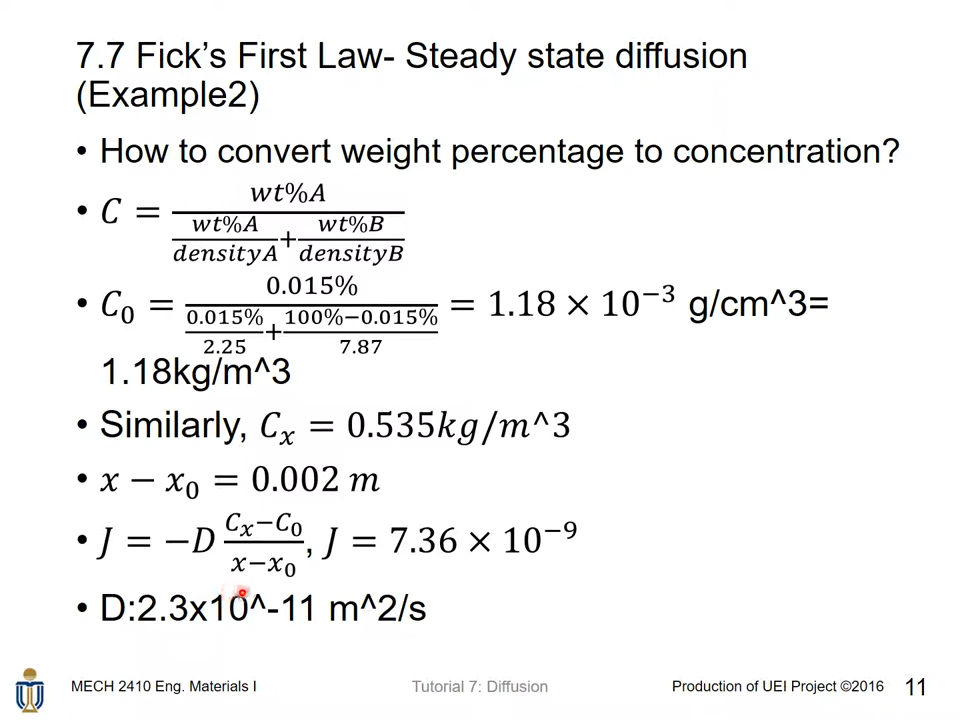 7.7 Fick's First Law- Steady state diffusion
(Example2)
• How to convert weight percentage to concentration?
• C = wt%A / (wt%A/densityA + wt%B/densityB)
• C₀ = 0.015% / (0.015%/2.25 + 100%−0.015%/7.87) = 1.18 × 10⁻³ g/cm^3=
1.18kg/m^3
• Similarly, Cₓ = 0.535kg/m^3
• x − x₀ = 0.002 m
• J = −D (Cₓ−C₀)/(x−x₀), J = 7.36 × 10⁻⁹
• D:2.3x10^-11 m^2/s
MECH 2410 Eng. Materials I Tutorial 7: Diffusion Production of UEI Project ©2016 11